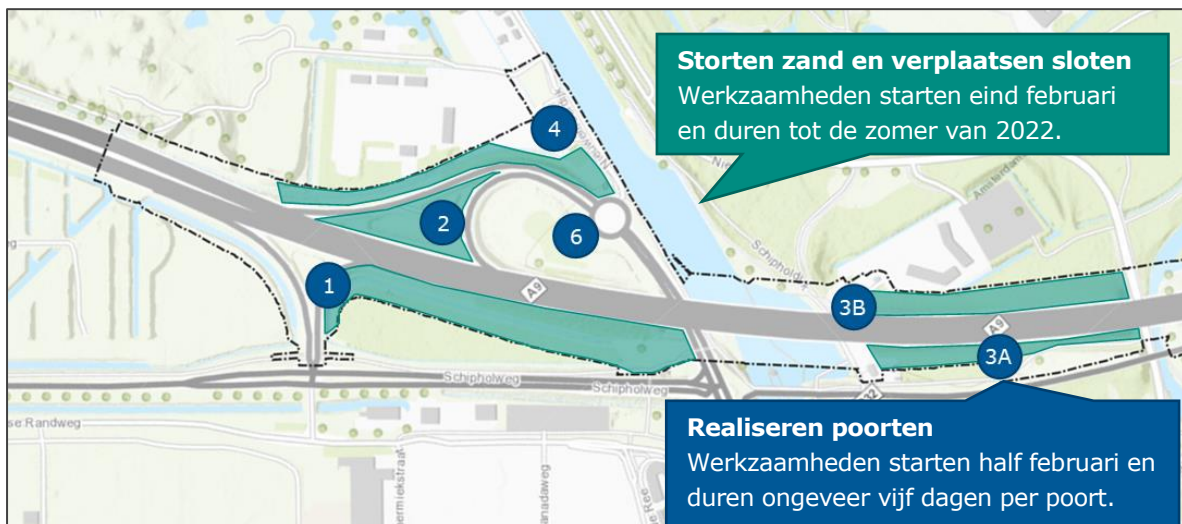 Storten zand en verplaatsen sloten
Werkzaamheden starten eind februari
en duren tot de zomer van 2022.
4
2
6
1
A9
3B
A9
3A
Schipholweg
Schipholweg
se Randweg
Realiseren poorten
Werkzaamheden starten half februari en
duren ongeveer vijf dagen per poort.